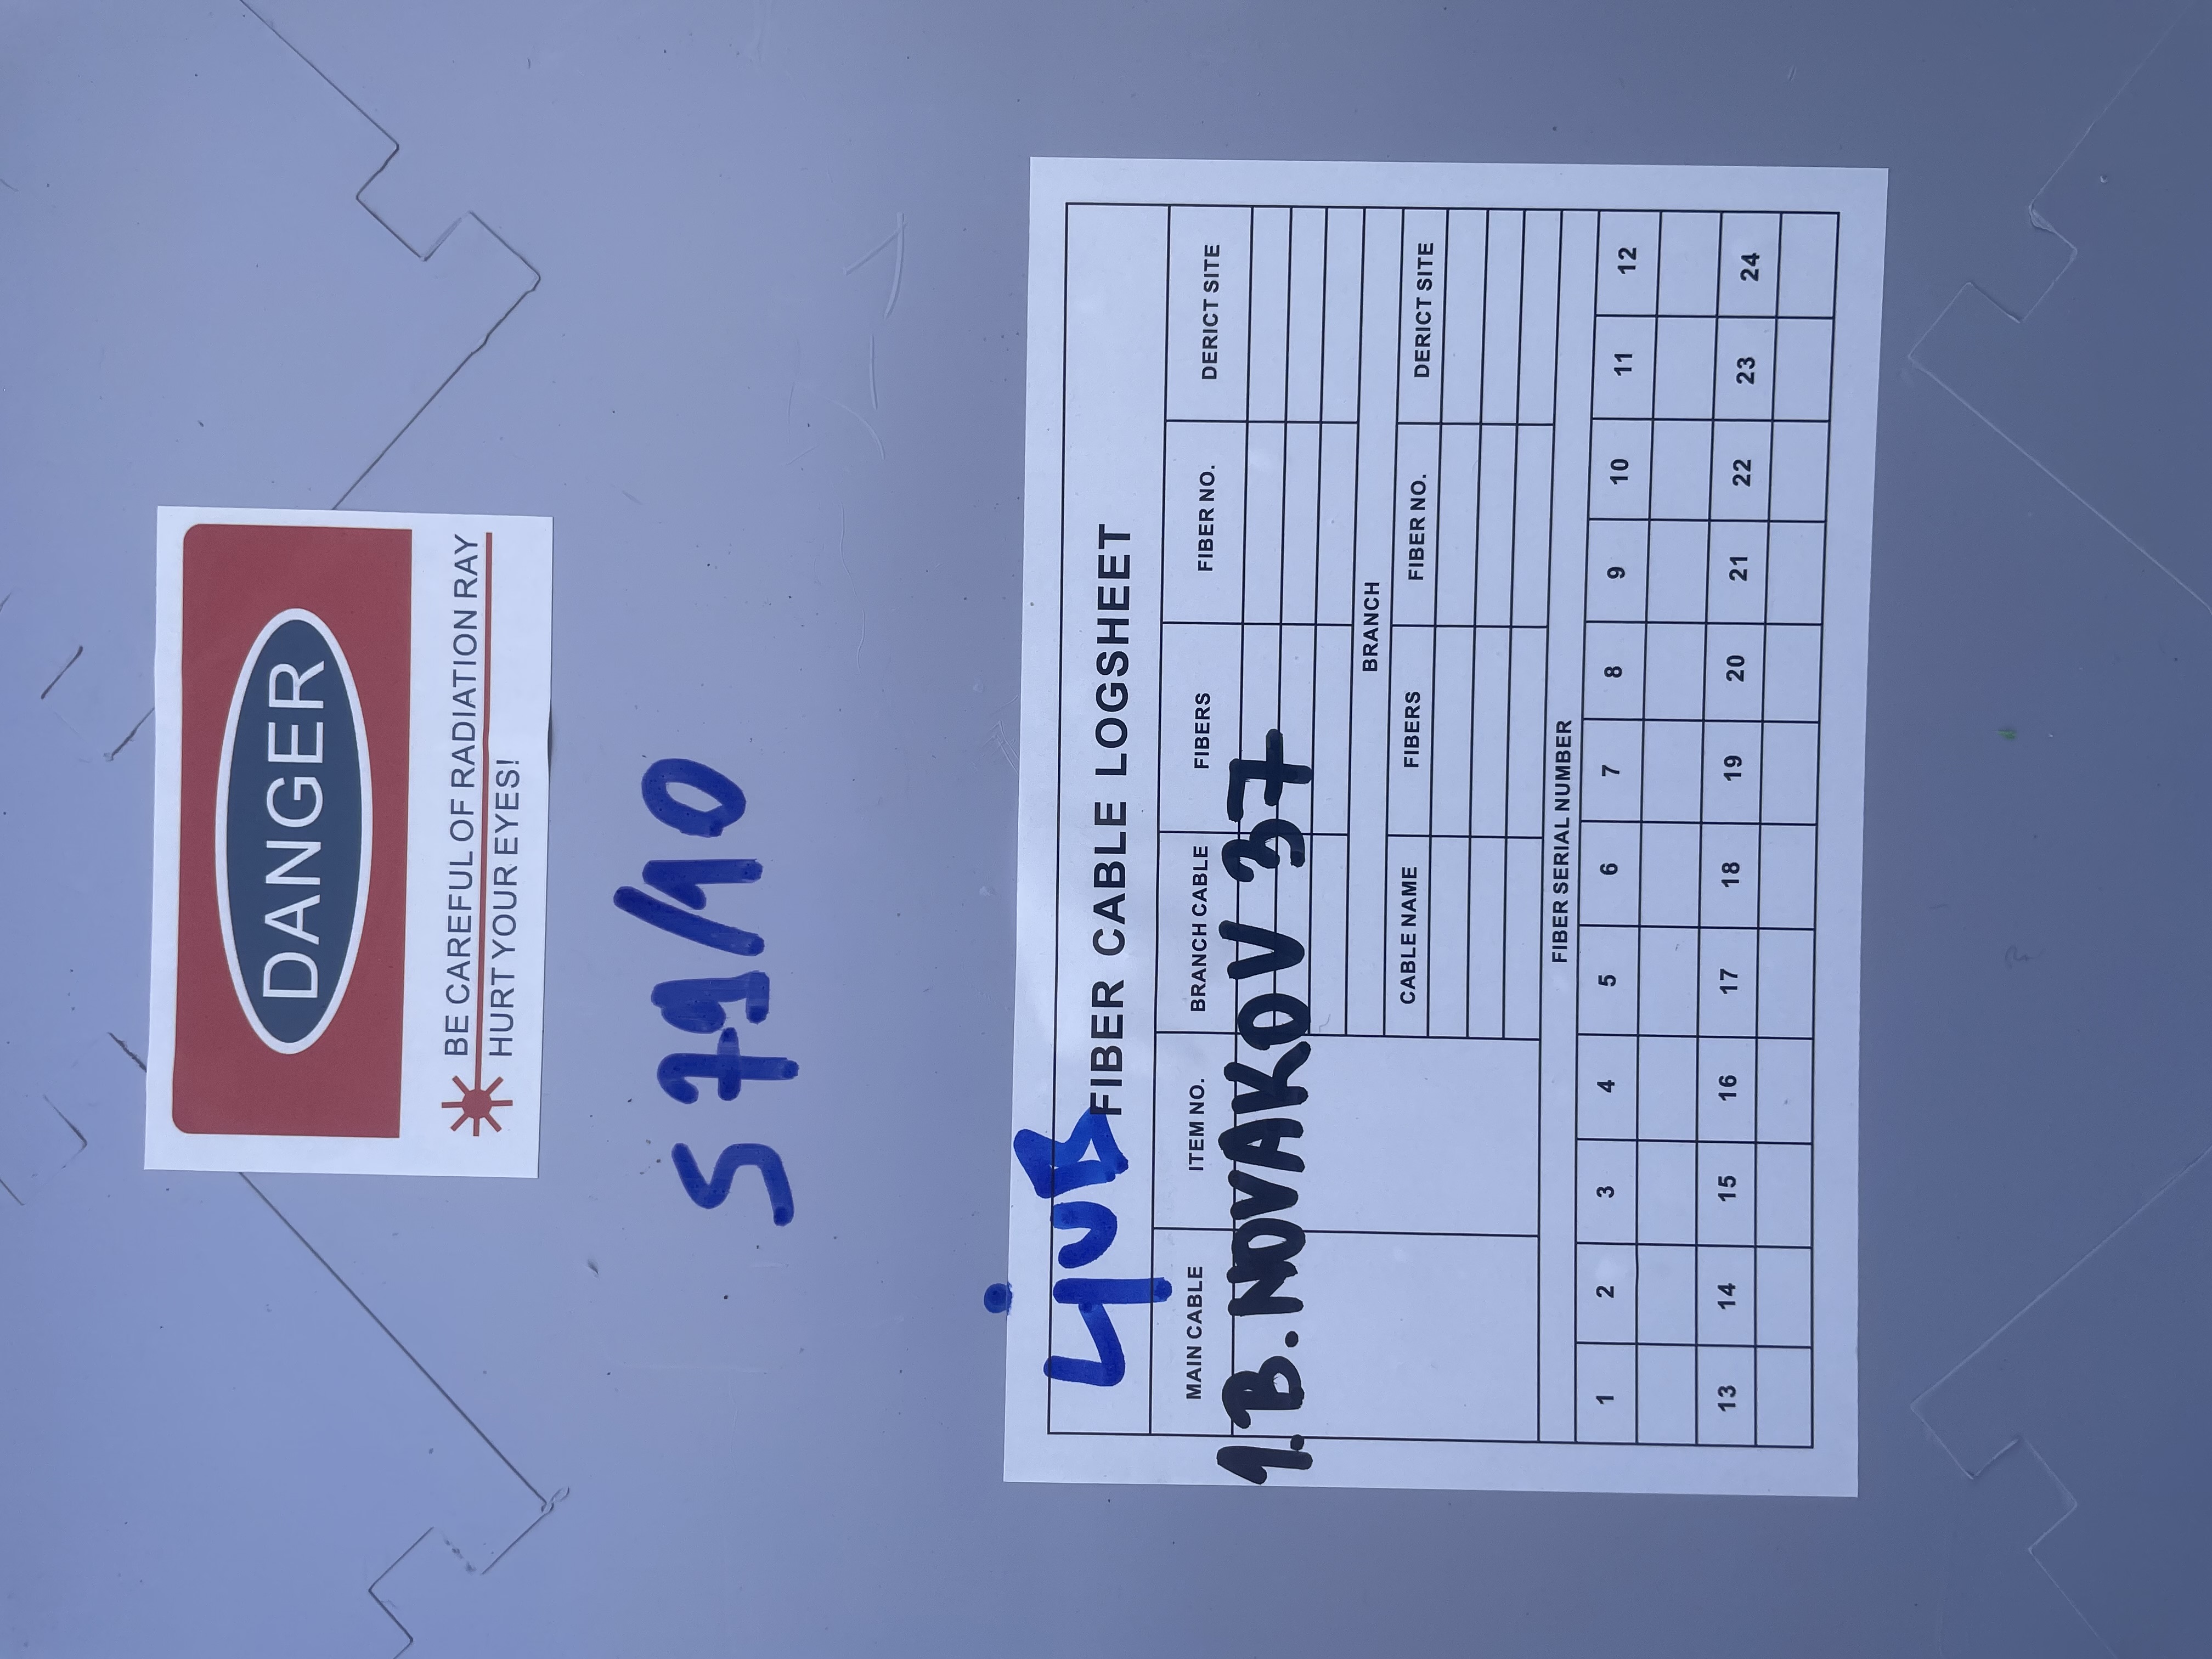 DANGER
BE CAREFUL OF RADIATION RAY
HURT YOUR EYES!
S79/10
FIBER CABLE LOGSHEET
MAIN CABLE ITEM NO. BRANCH CABLE FIBERS FIBER NO. DERICT SITE
1.B. NOVAKOV 37
BRANCH
CABLE NAME FIBERS FIBER NO. DERICT SITE
FIBER SERIAL NUMBER
1 2 3 4 5 6 7 8 9 10 11 12
13 14 15 16 17 18 19 20 21 22 23 24